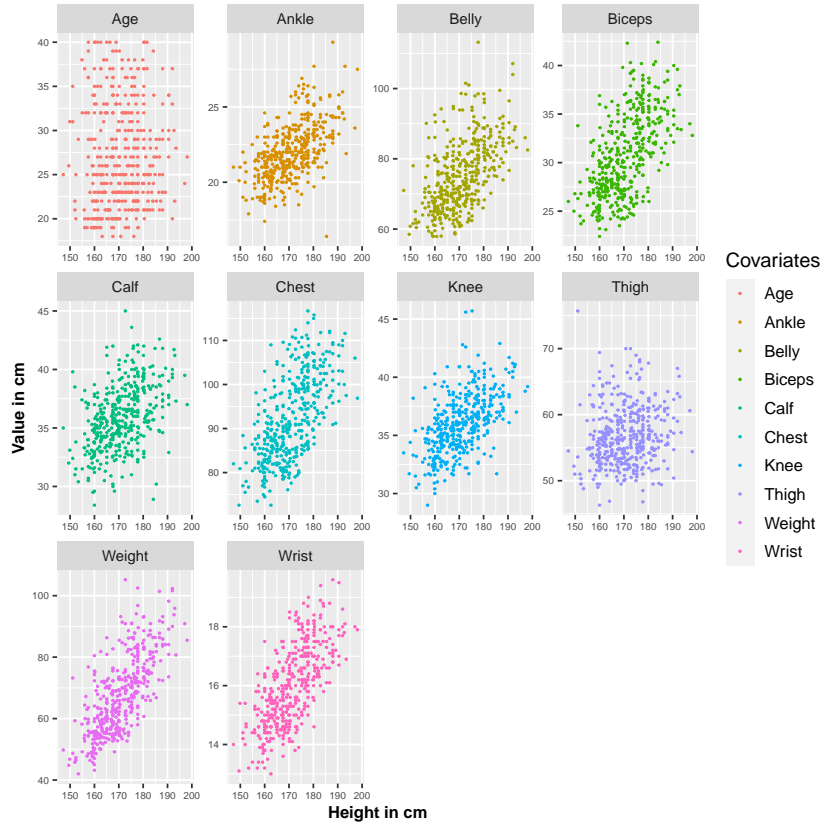 Age Ankle Belly Biceps
40 35 30 25 20
25 20
100 80 60
40 35 30 25
150 160 170 180 190 200 150 160 170 180 190 200 150 160 170 180 190 200 150 160 170 180 190 200
Calf Chest Knee Thigh
45 40 35 30
110 100 90 80
45 40 35 30
70 60 50
150 160 170 180 190 200 150 160 170 180 190 200 150 160 170 180 190 200 150 160 170 180 190 200
Weight Wrist
100 80 60 40
18 16 14
150 160 170 180 190 200 150 160 170 180 190 200
Value in cm
Height in cm
Covariates
Age
Ankle
Belly
Biceps
Calf
Chest
Knee
Thigh
Weight
Wrist